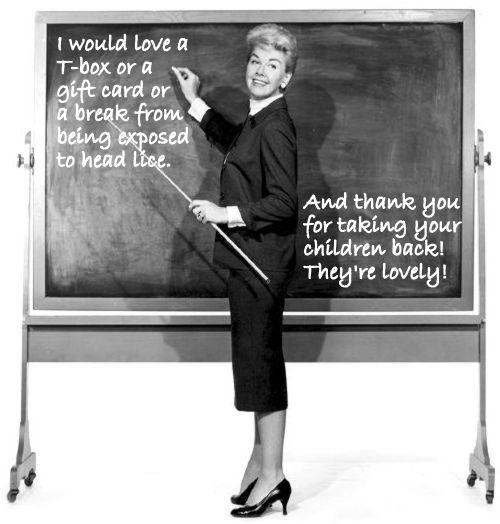 I would love a
T-box or a
gift card or
a break from
being exposed
to head lice.
And thank you
for taking your
children back!
They're lovely!